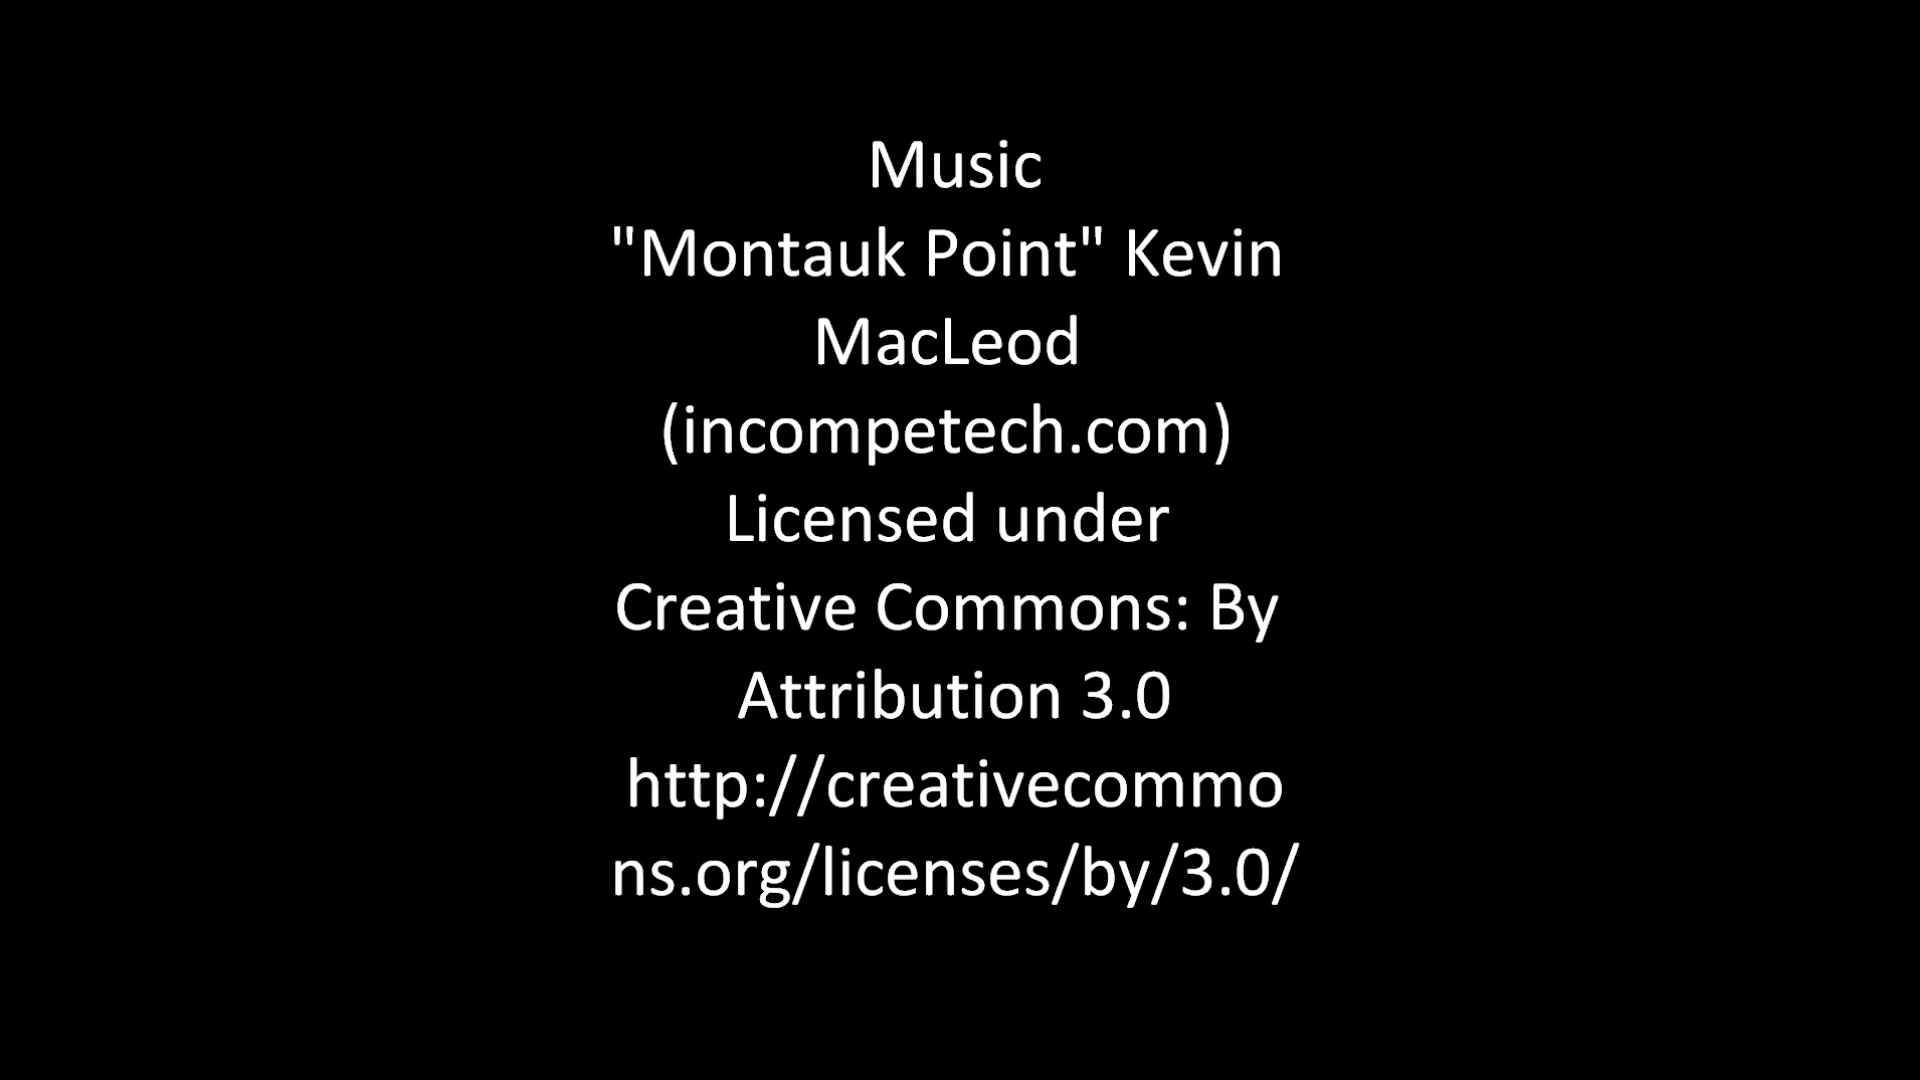 Music
"Montauk Point" Kevin
MacLeod
(incompetech.com)
Licensed under
Creative Commons: By
Attribution 3.0
http://creativecommo
ns.org/licenses/by/3.0/